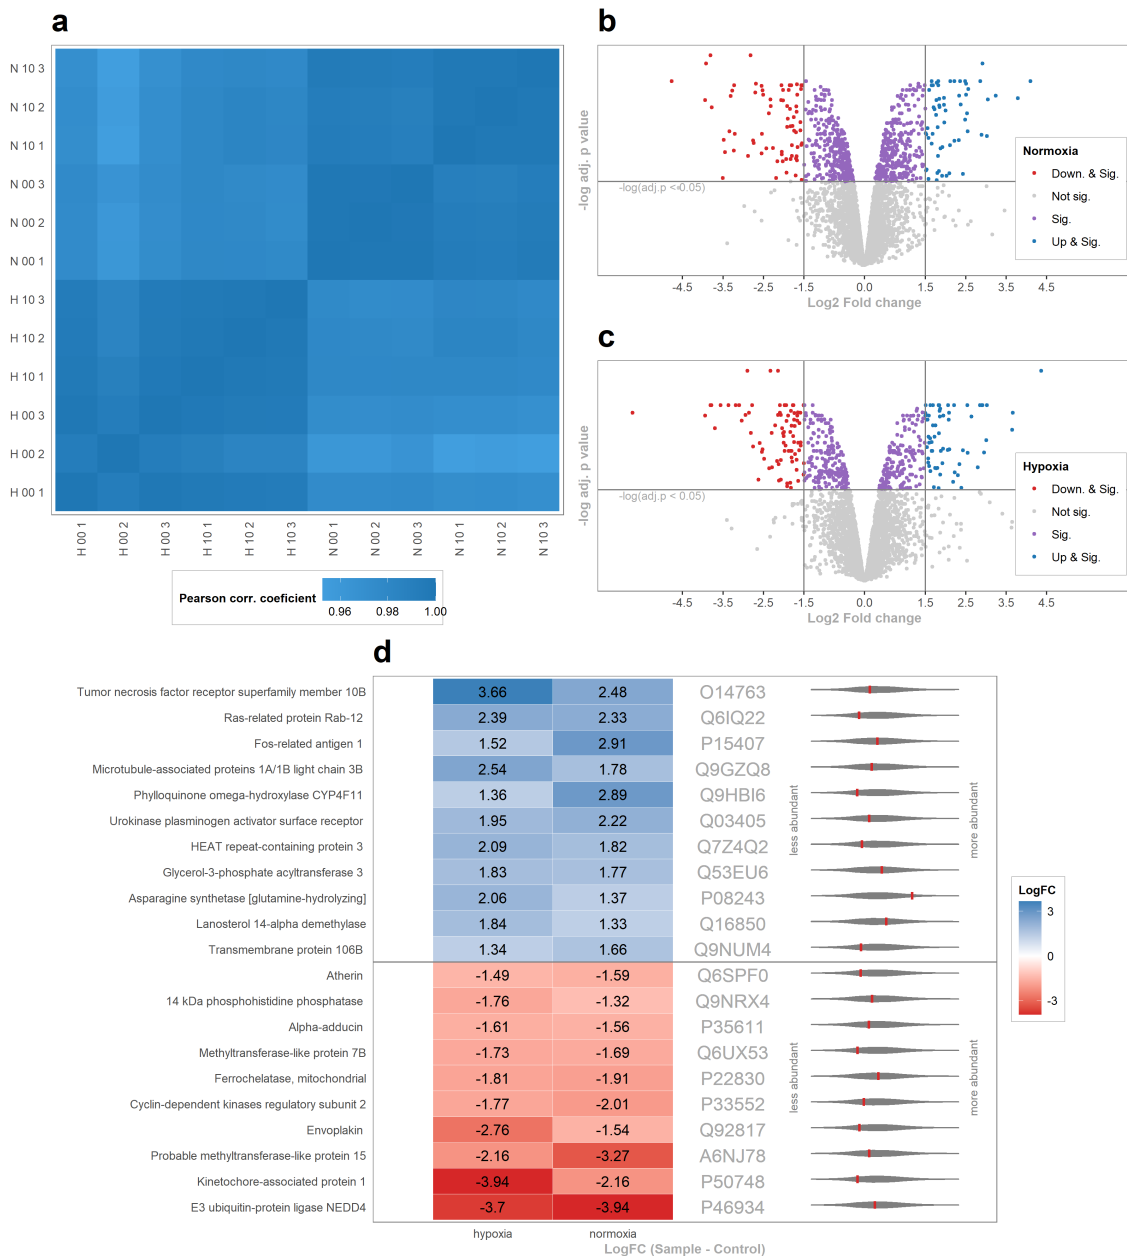 a
N 10 3
N 10 2
N 10 1
N 00 3
N 00 2
N 00 1
H 10 3
H 10 2
H 10 1
H 00 3
H 00 2
H 00 1
H 00 1
H 00 2
H 00 3
H 10 1
H 10 2
H 10 3
N 00 1
N 00 2
N 00 3
N 10 1
N 10 2
N 10 3
Pearson corr. coeficient
0.96 0.98 1.00
b
-log adj. p value
-log(adj.p < 0.05)
-4.5 -2.5 -1.5 0.0 1.5 2.5 4.5
Log2 Fold change
Normoxia
Down. & Sig.
Not sig.
Sig.
Up & Sig.
c
-log adj. p value
-log(adj.p < 0.05)
-4.5 -2.5 -1.5 0.0 1.5 2.5 4.5
Log2 Fold change
Hypoxia
Down. & Sig.
Not sig.
Sig.
Up & Sig.
d
Tumor necrosis factor receptor superfamily member 10B 3.66 2.48 O14763
Ras-related protein Rab-12 2.39 2.33 Q6IQ22
Fos-related antigen 1 1.52 2.91 P15407
Microtubule-associated proteins 1A/1B light chain 3B 2.54 1.78 Q9GZQ8
Phylloquinone omega-hydroxylase CYP4F11 1.36 2.89 Q9HBI6
Urokinase plasminogen activator surface receptor 1.95 2.22 Q03405
HEAT repeat-containing protein 3 2.09 1.82 Q7Z4Q2
Glycerol-3-phosphate acyltransferase 3 1.83 1.77 Q53EU6
Asparagine synthetase [glutamine-hydrolyzing] 2.06 1.37 P08243
Lanosterol 14-alpha demethylase 1.84 1.33 Q16850
Transmembrane protein 106B 1.34 1.66 Q9NUM4
less abundant
more abundant
Atherin -1.49 -1.59 Q6SPF0
14 kDa phosphohistidine phosphatase -1.76 -1.32 Q9NRX4
Alpha-adducin -1.61 -1.56 P35611
Methyltransferase-like protein 7B -1.73 -1.69 Q6UX53
Ferrochelatase, mitochondrial -1.81 -1.91 P22830
Cyclin-dependent kinases regulatory subunit 2 -1.77 -2.01 P33552
Envoplakin -2.76 -1.54 Q92817
Probable methyltransferase-like protein 15 -2.16 -3.27 A6NJ78
Kinetochore-associated protein 1 -3.94 -2.16 P50748
E3 ubiquitin-protein ligase NEDD4 -3.7 -3.94 P46934
less abundant
more abundant
hypoxia normoxia
LogFC (Sample - Control)
LogFC
3
0
-3